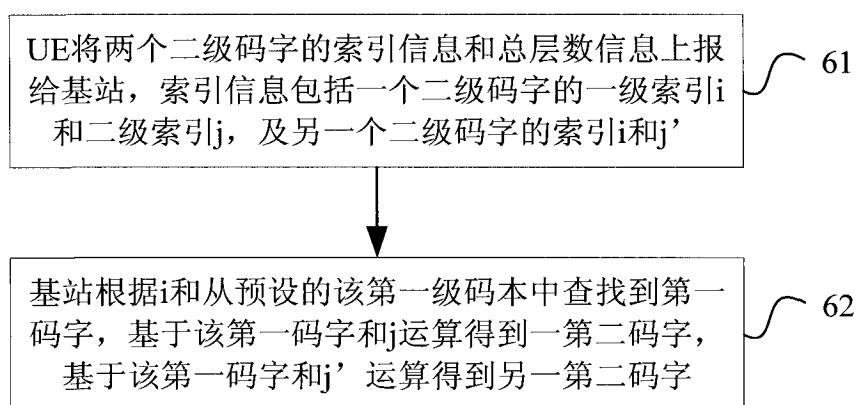 UE将两个二级码字的索引信息和总层数信息上报
给基站，索引信息包括一个二级码字的一级索引i
和二级索引j，及另一个二级码字的索引i和j’
61
基站根据i和从预设的该第一级码本中查找到第一
码字，基于该第一码字和j运算得到一第二码字，
基于该第一码字和j’运算得到另一第二码字
62